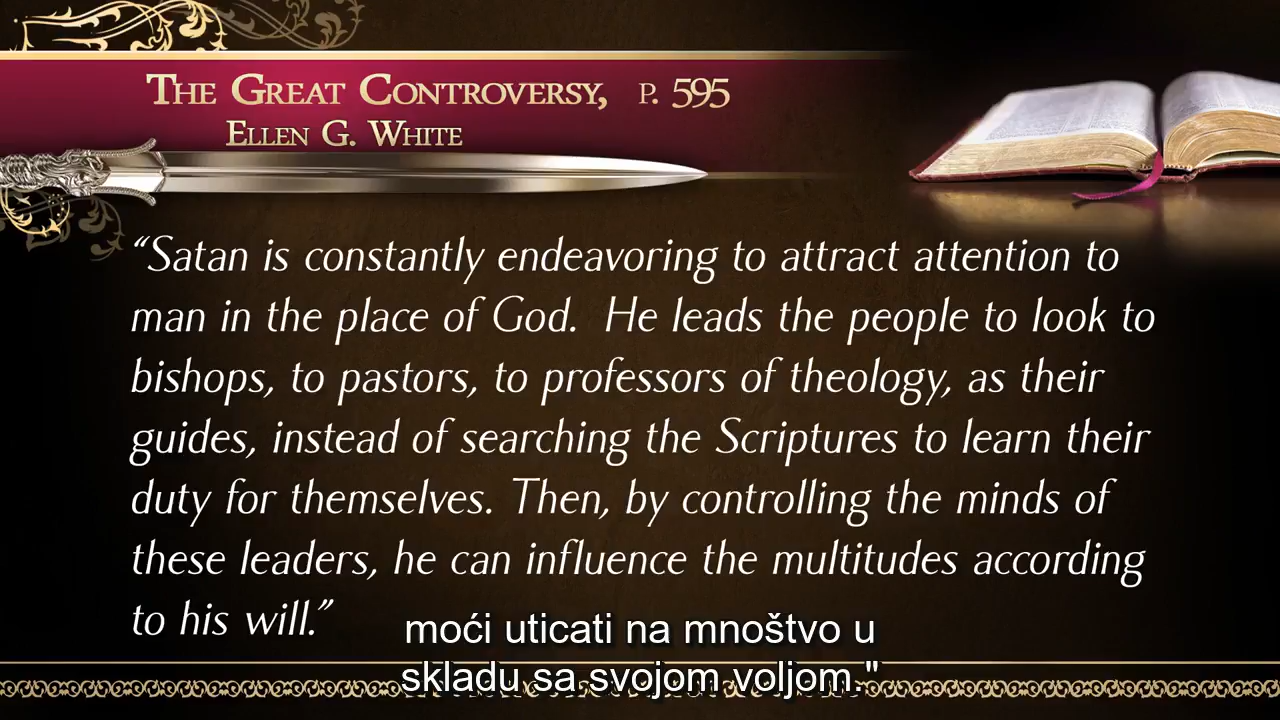 The Great Controversy, p. 595
Ellen G. White
“Satan is constantly endeavoring to attract attention to
man in the place of God. He leads the people to look to
bishops, to pastors, to professors of theology, as their
guides, instead of searching the Scriptures to learn their
duty for themselves. Then, by controlling the minds of
these leaders, he can influence the multitudes according
to his will.”
moći uticati na mnoštvo u
skladu sa svojom voljom."